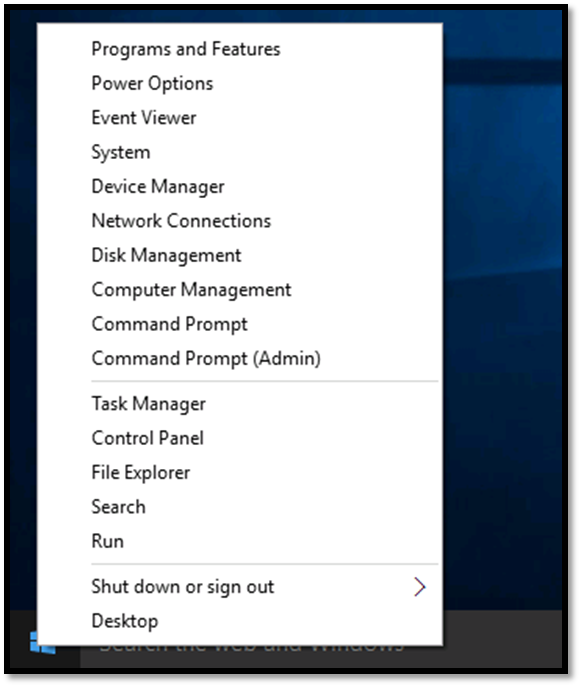 Programs and Features
Power Options
Event Viewer
System
Device Manager
Network Connections
Disk Management
Computer Management
Command Prompt
Command Prompt (Admin)
Task Manager
Control Panel
File Explorer
Search
Run
Shut down or sign out
Desktop
Search the web and Windows